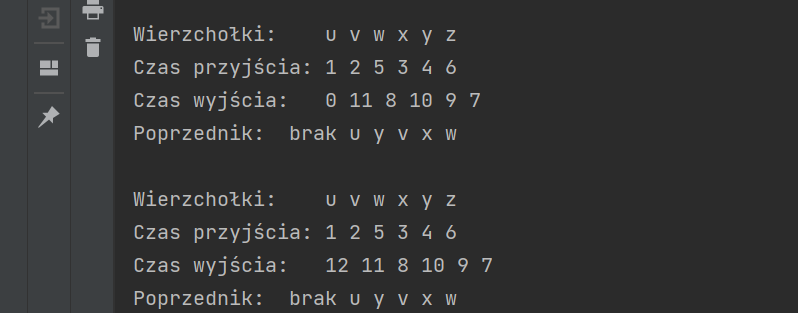 Wierzchołki:    u v w x y z
Czas przyjścia: 1 2 5 3 4 6
Czas wyjścia:   0 11 8 10 9 7
Poprzednik:  brak u y v x w
Wierzchołki:    u v w x y z
Czas przyjścia: 1 2 5 3 4 6
Czas wyjścia:   12 11 8 10 9 7
Poprzednik:  brak u y v x w